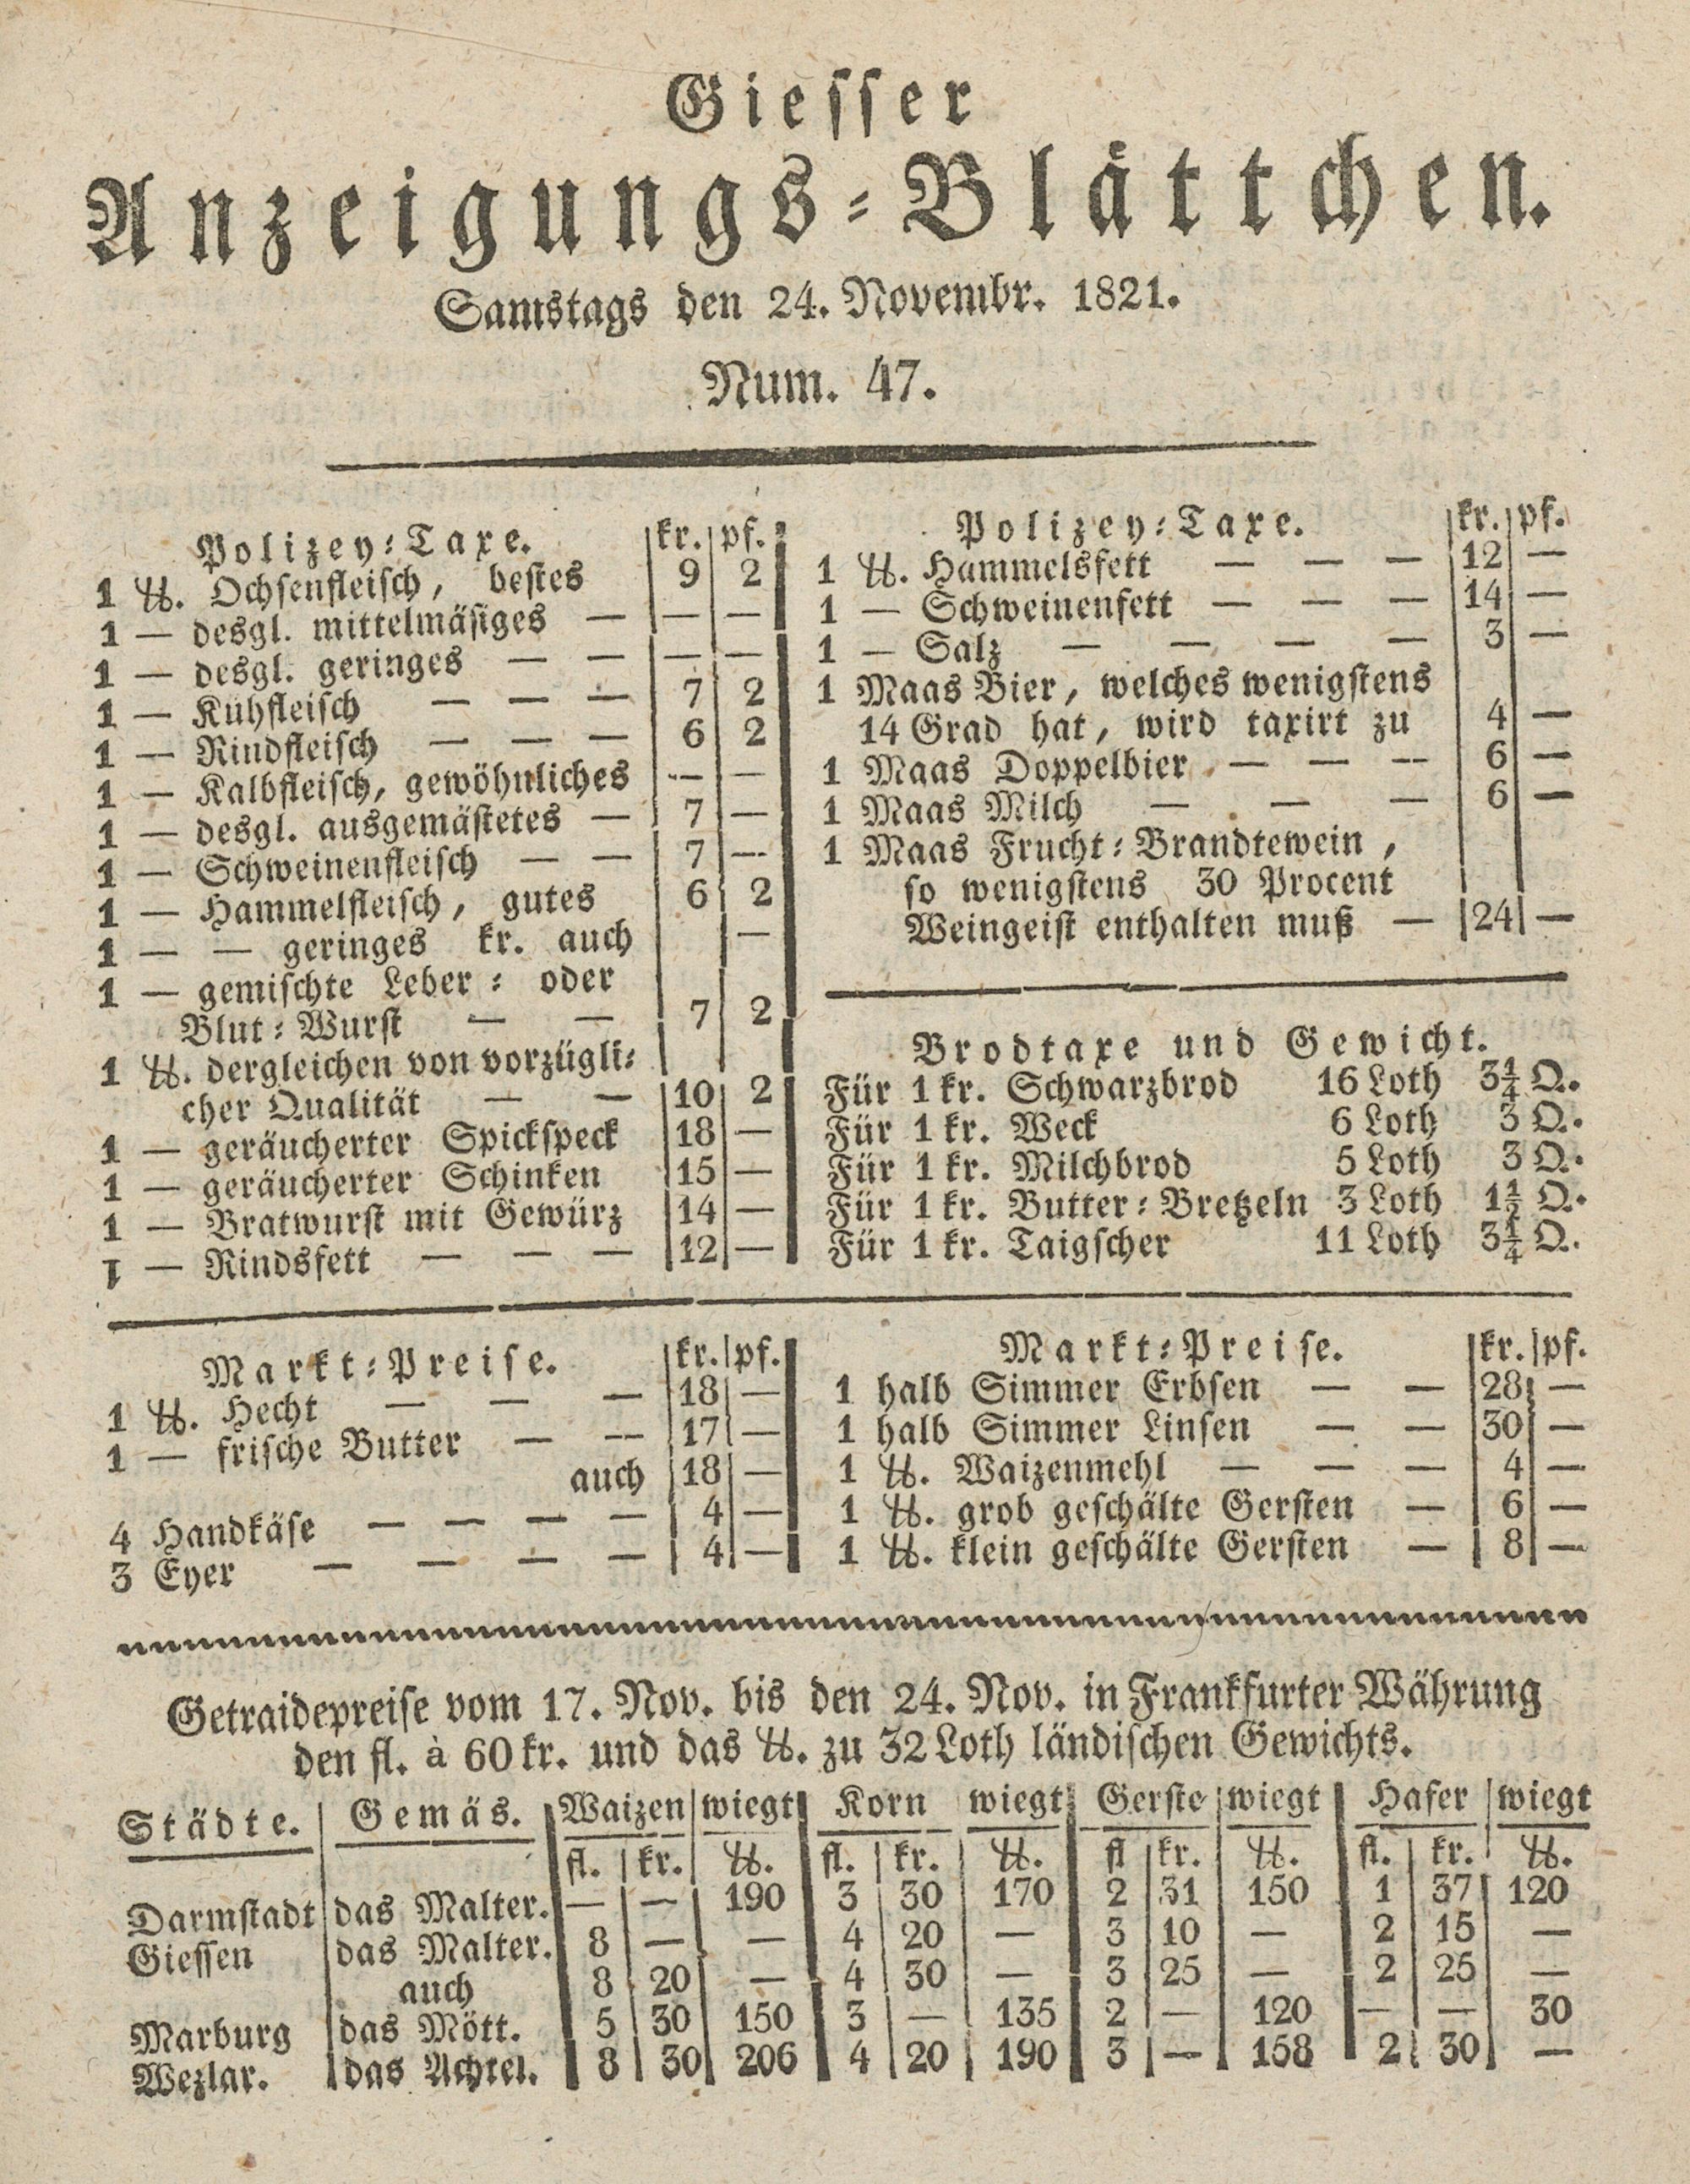 Giesser
Anzeigungs-Blåttchen.
Samstags den 24. Novembr. 1821.
Num. 47.
Polizey-Taxe. kr. pf.
1 ℔. Ochsenfleisch, bestes 9 2
1 — desgl. mittelmäsiges — — —
1 — desgl. geringes — — — —
1 — Kuhfleisch — — — 7 2
1 — Rindfleisch — — — 6 2
1 — Kalbfleisch, gewöhnliches — —
1 — desgl. ausgemästetes — 7 —
1 — Schweinenfleisch — — 7 —
1 — Hammelfleisch, gutes 6 2
1 — — geringes kr. auch —
1 — gemischte Leber- oder
Blut-Wurst — — 7 2
1 ℔. dergleichen von vorzügli-
cher Qualität — — 10 2
1 — geräucherter Spickspeck 18 —
1 — geräucherter Schinken 15 —
1 — Bratwurst mit Gewürz 14 —
1 — Rindsfett — — — 12 —
Polizey-Taxe. kr. pf.
1 ℔. Hammelsfett — — — 12 —
1 — Schweinenfett — — — 14 —
1 — Salz — — — — 3 —
1 Maas Bier, welches wenigstens
14 Grad hat, wird taxirt zu 4 —
1 Maas Doppelbier — — — 6 —
1 Maas Milch — — — 6 —
1 Maas Frucht-Brandtewein,
so wenigstens 30 Procent
Weingeist enthalten muß — 24 —
Brodtaxe und Gewicht.
Für 1 kr. Schwarzbrod 16 Loth 3¼ Q.
Für 1 kr. Weck 6 Loth 3 Q.
Für 1 kr. Milchbrod 5 Loth 3 Q.
Für 1 kr. Butter-Bretzeln 3 Loth 1½ Q.
Für 1 kr. Taigscher 11 Loth 3¼ Q.
Markt-Preise. kr. pf.
1 ℔. Hecht — — — 18 —
1 — frische Butter — — 17 —
auch 18 —
4 Handkäse — — — — 4 —
3 Eyer — — — — 4 —
Markt-Preise. kr. pf.
1 halb Simmer Erbsen — — 28 —
1 halb Simmer Linsen — — 30 —
1 ℔. Waizenmehl — — — 4 —
1 ℔. grob geschälte Gersten — 6 —
1 ℔. klein geschälte Gersten — 8 —
Getraidepreise vom 17. Nov. bis den 24. Nov. in Frankfurter Währung
den fl. à 60 kr. und das ℔. zu 32 Loth ländischen Gewichts.
Städte. Gemäs. Waizen wiegt Korn wiegt Gerste wiegt Hafer wiegt
fl. kr. ℔. fl. kr. ℔. fl kr. ℔. fl. kr. ℔.
Darmstadt das Malter. — — 190 3 30 170 2 31 150 1 37 120
Giessen das Malter. 8 — — 4 20 — 3 10 — 2 15 —
auch 8 20 — 4 30 — 3 25 — 2 25 —
Marburg das Mött. 5 30 150 3 — 135 2 — 120 — — 30
Wezlar. das Achtel. 8 30 206 4 20 190 3 — 158 2 30 —